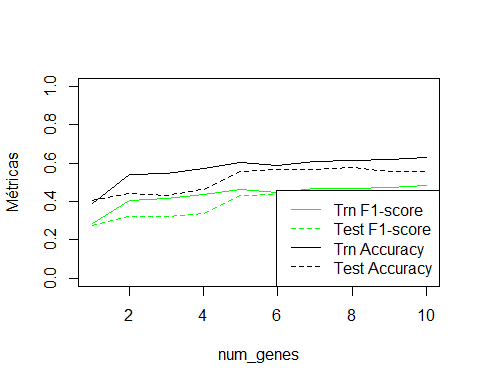 Métricas
1.0
0.8
0.6
0.4
0.2
0.0
Trn F1-score
Test F1-score
Trn Accuracy
Test Accuracy
2 4 6 8 10
num_genes